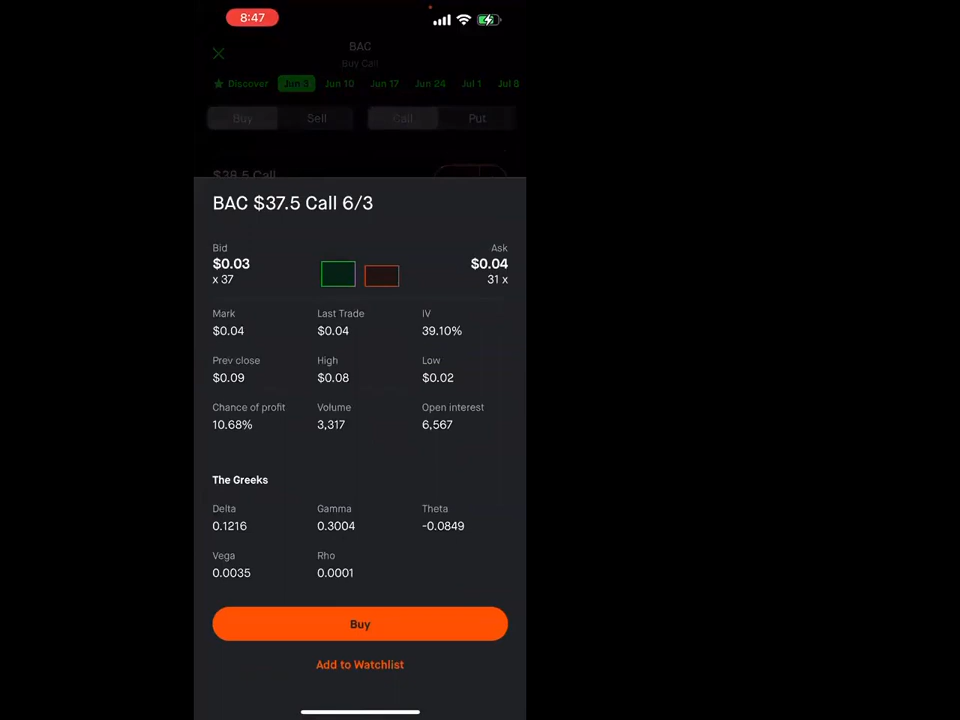 8:47
BAC
Buy Call
Discover Jun 3 Jun 10 Jun 17 Jun 24 Jul 1 Jul 8
Buy Sell Call Put
$38.5 Call
BAC $37.5 Call 6/3
Bid Ask
$0.03 $0.04
x 37 31 x
Mark Last Trade IV
$0.04 $0.04 39.10%
Prev close High Low
$0.09 $0.08 $0.02
Chance of profit Volume Open interest
10.68% 3,317 6,567
The Greeks
Delta Gamma Theta
0.1216 0.3004 -0.0849
Vega Rho
0.0035 0.0001
Buy
Add to Watchlist